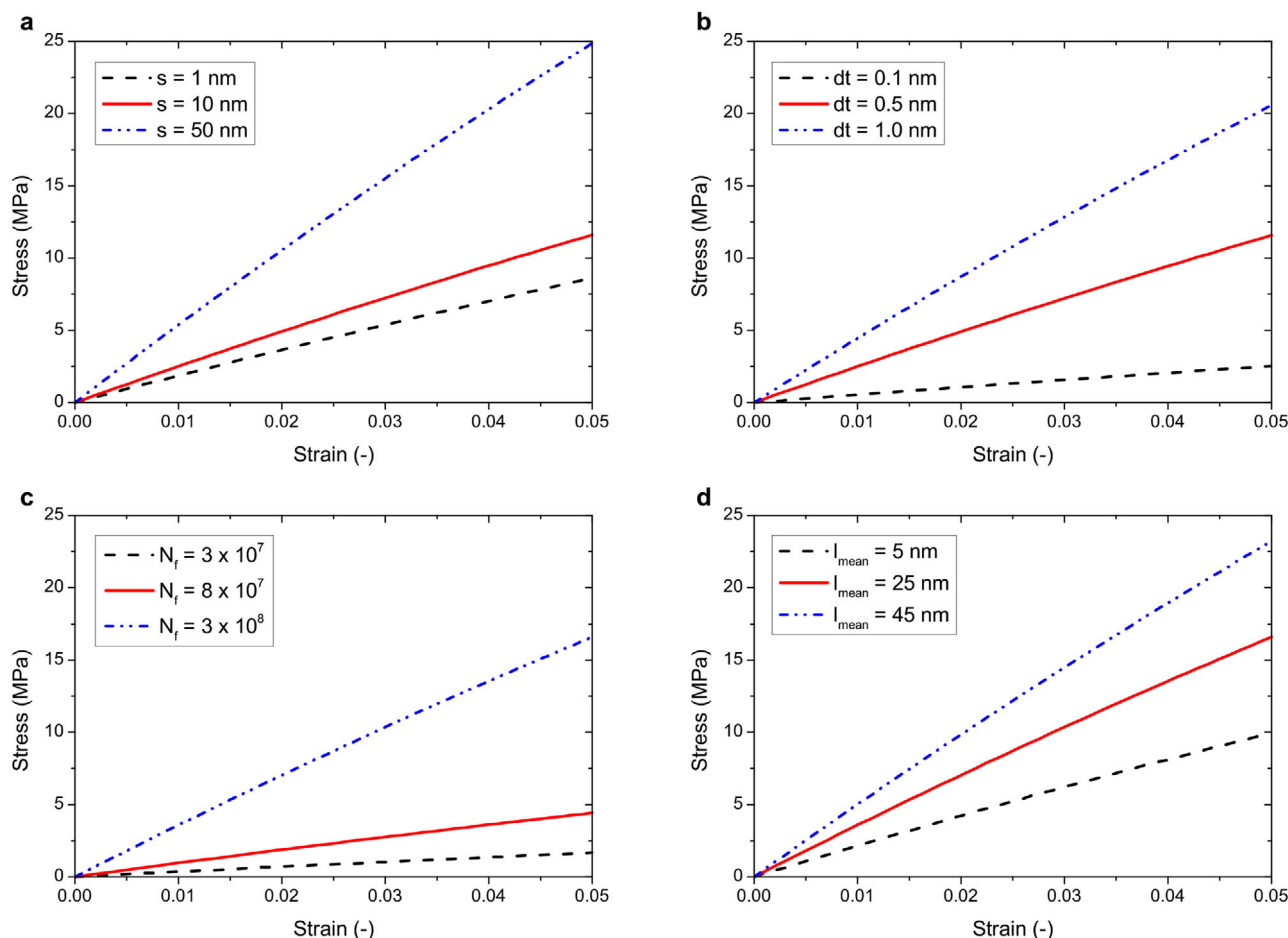 a
25
20
15
10
5
0
Stress (MPa)
s = 1 nm
s = 10 nm
s = 50 nm
0.00 0.01 0.02 0.03 0.04 0.05
Strain (-)
b
25
20
15
10
5
0
Stress (MPa)
dt = 0.1 nm
dt = 0.5 nm
dt = 1.0 nm
0.00 0.01 0.02 0.03 0.04 0.05
Strain (-)
c
25
20
15
10
5
0
Stress (MPa)
N_f = 3 x 10^7
N_f = 8 x 10^7
N_f = 3 x 10^8
0.00 0.01 0.02 0.03 0.04 0.05
Strain (-)
d
25
20
15
10
5
0
Stress (MPa)
l_mean = 5 nm
l_mean = 25 nm
l_mean = 45 nm
0.00 0.01 0.02 0.03 0.04 0.05
Strain (-)